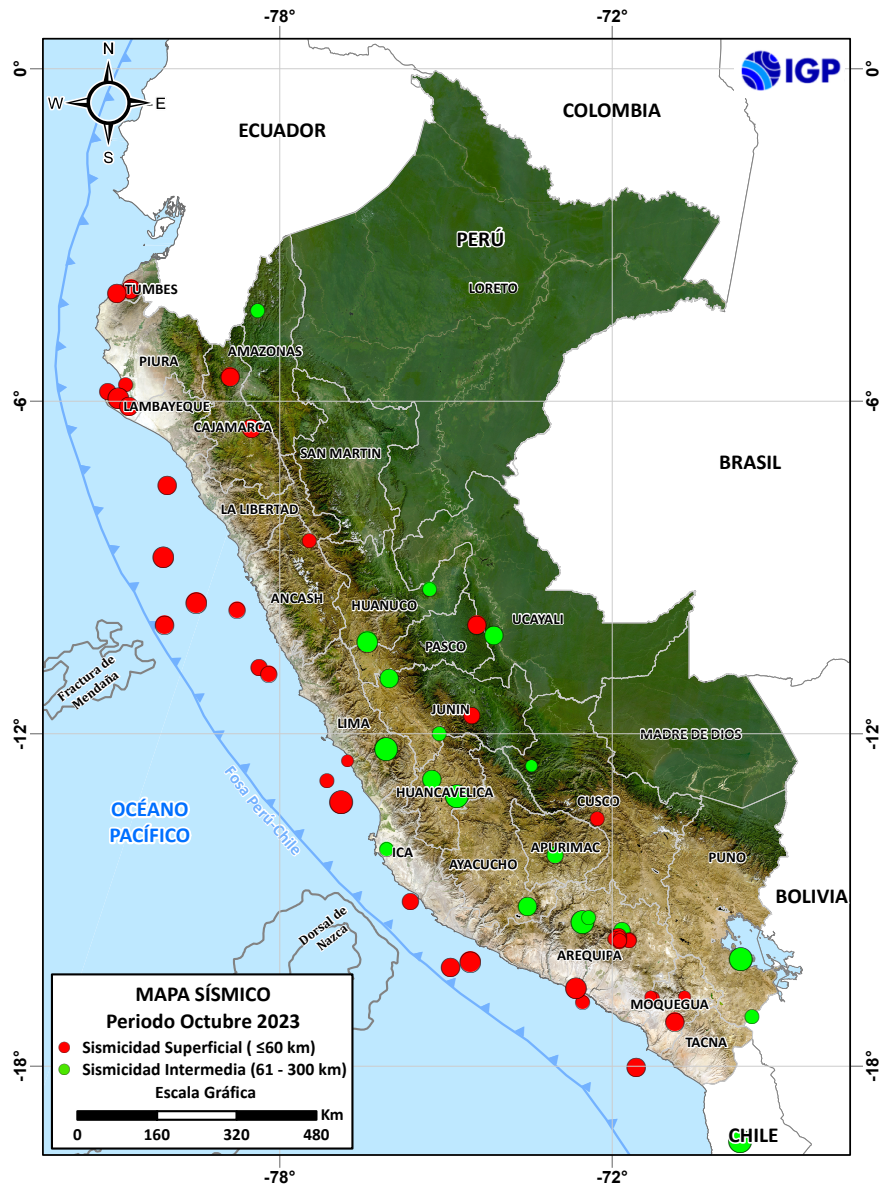 -78°
-72°
0°
N
W
E
S
IGP
0°
COLOMBIA
ECUADOR
PERÚ
LORETO
TUMBES
AMAZONAS
PIURA
-6°
LAMBAYEQUE
-6°
CAJAMARCA
SAN MARTIN
BRASIL
LA LIBERTAD
ANCASH
HUANUCO
UCAYALI
PASCO
Fractura de
Mendaña
JUNIN
LIMA
-12°
MADRE DE DIOS
-12°
HUANCAVELICA
CUSCO
Fosa Perú-Chile
OCÉANO
PACÍFICO
APURIMAC
ICA
AYACUCHO
PUNO
BOLIVIA
Dorsal de
Nazca
AREQUIPA
MOQUEGUA
TACNA
-18°
-18°
MAPA SÍSMICO
Periodo Octubre 2023
Sismicidad Superficial ( ≤60 km)
Sismicidad Intermedia (61 - 300 km)
Escala Gráfica
Km
0 160 320 480
CHILE
-78°
-72°